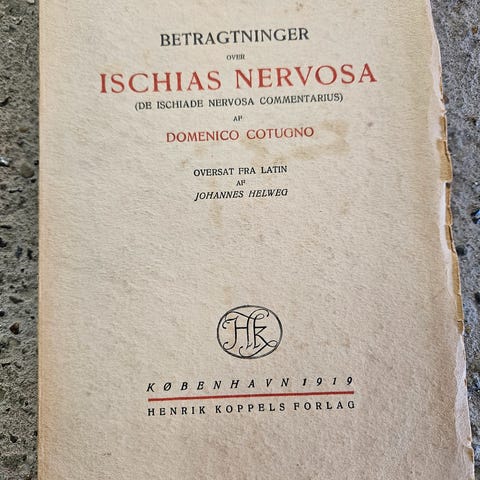 BETRAGTNINGER
OVER
ISCHIAS NERVOSA
(DE ISCHIADE NERVOSA COMMENTARIUS)
AF
DOMENICO COTUGNO
OVERSAT FRA LATIN
AF
JOHANNES HELWEG
HK
KØBENHAVN 1919
HENRIK KOPPELS FORLAG